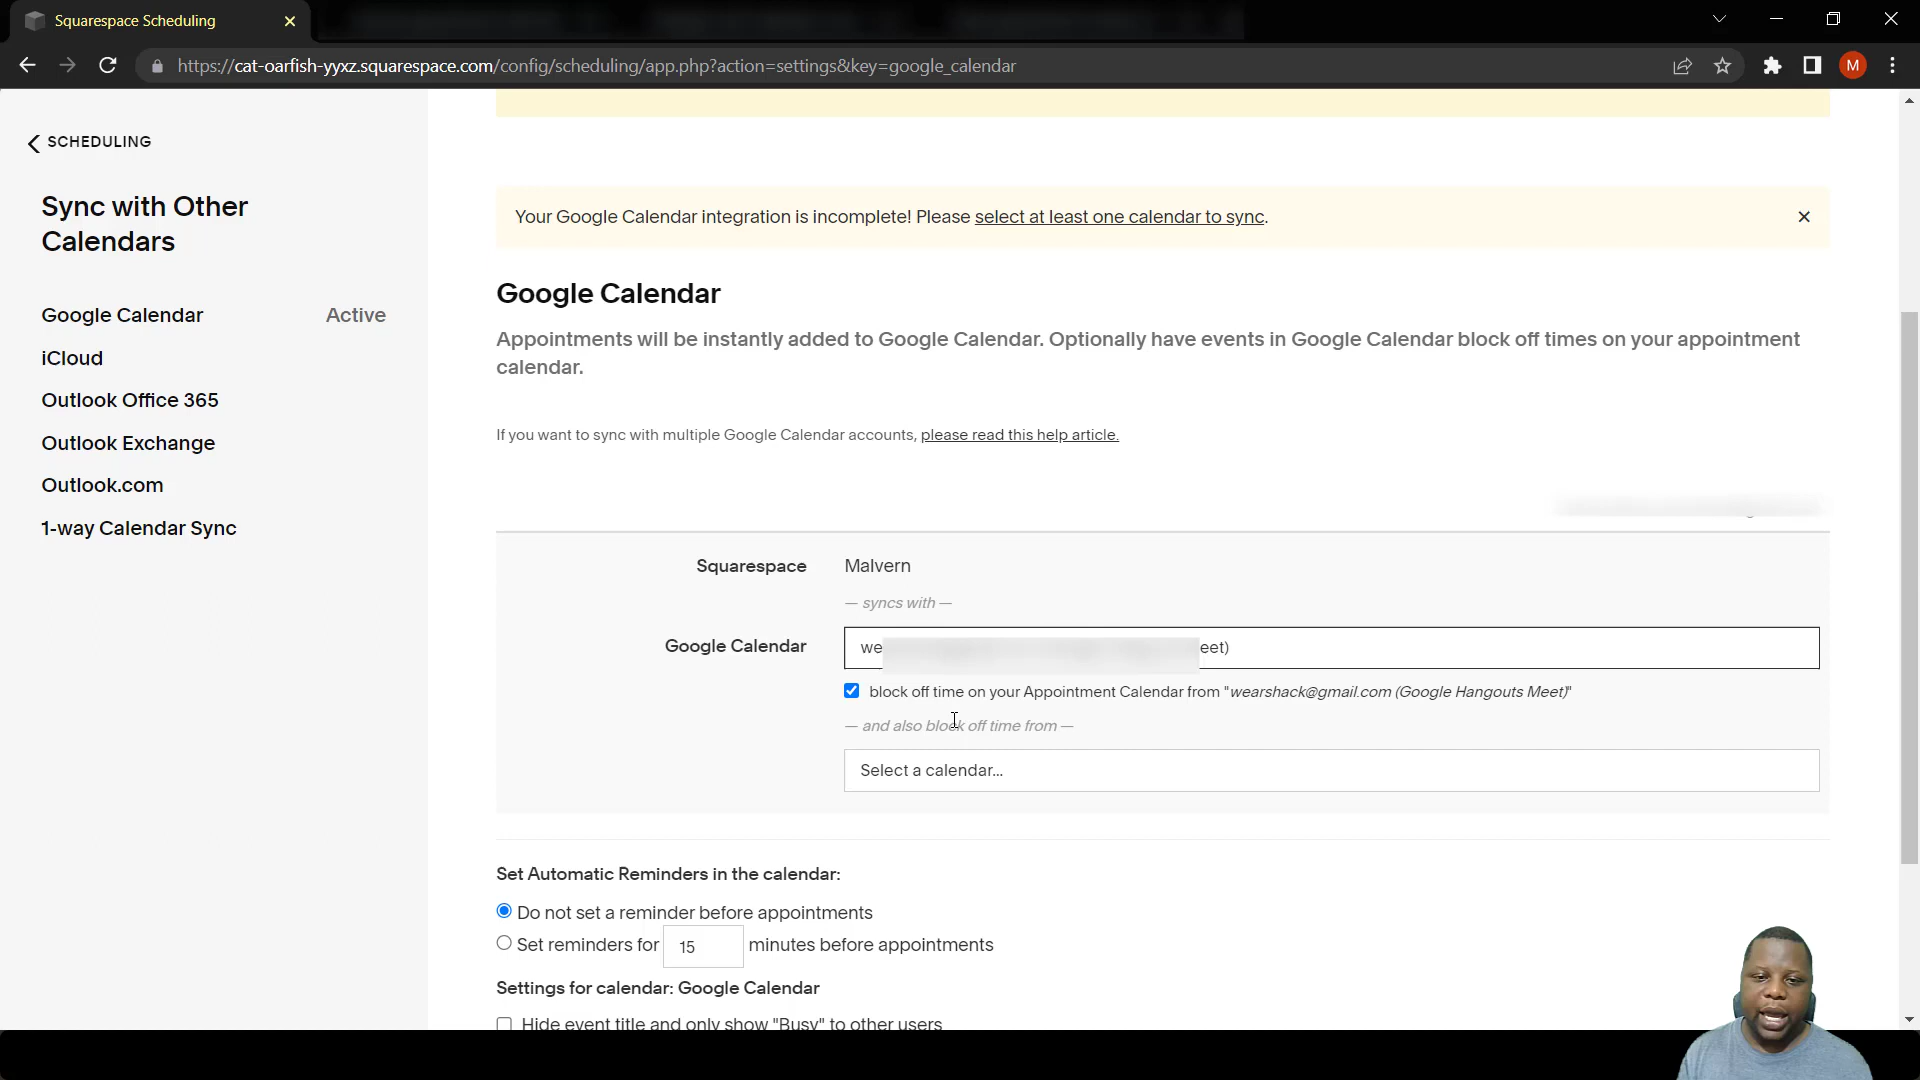 Squarespace Scheduling
https://cat-oarfish-yyxz.squarespace.com/config/scheduling/app.php?action=settings&key=google_calendar
M
SCHEDULING
Sync with Other
Calendars
Google Calendar Active
iCloud
Outlook Office 365
Outlook Exchange
Outlook.com
1-way Calendar Sync
Your Google Calendar integration is incomplete! Please select at least one calendar to sync.
Google Calendar
Appointments will be instantly added to Google Calendar. Optionally have events in Google Calendar block off times on your appointment
calendar.
If you want to sync with multiple Google Calendar accounts, please read this help article.
Squarespace Malvern
— syncs with —
Google Calendar we eet)
block off time on your Appointment Calendar from "wearshack@gmail.com (Google Hangouts Meet)"
— and also block off time from —
Select a calendar...
Set Automatic Reminders in the calendar:
Do not set a reminder before appointments
Set reminders for 15 minutes before appointments
Settings for calendar: Google Calendar
Hide event title and only show "Busy" to other users